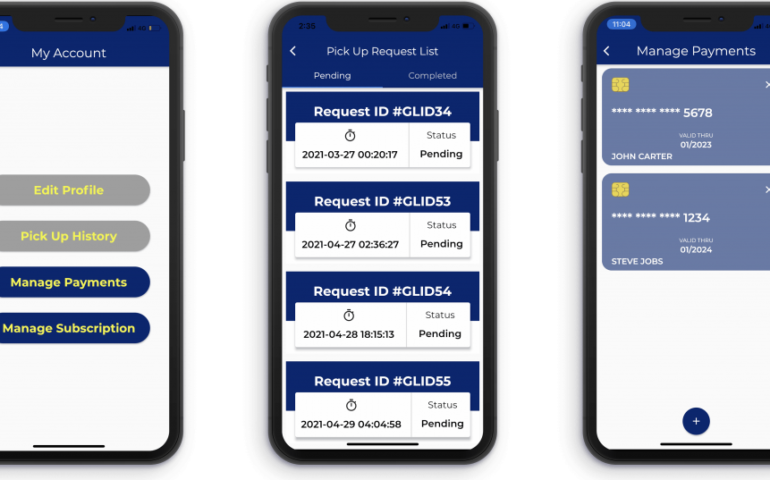 My Account
Edit Profile
Pick Up History
Manage Payments
Manage Subscription
2:35
4G
Pick Up Request List
Pending
Completed
Request ID #GLID34
Status
2021-03-27 00:20:17
Pending
Request ID #GLID53
Status
2021-04-27 02:36:27
Pending
Request ID #GLID54
Status
2021-04-28 18:15:13
Pending
Request ID #GLID55
Status
2021-04-29 04:04:58
Pending
11:04
Manage Payments
**** **** **** 5678
VALID THRU
01/2023
JOHN CARTER
**** **** **** 1234
VALID THRU
01/2024
STEVE JOBS
+